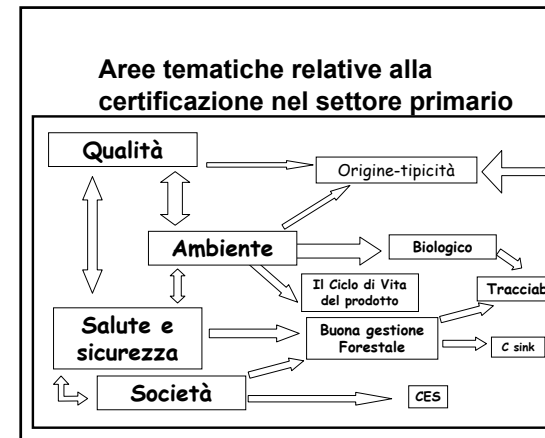 Aree tematiche relative alla
certificazione nel settore primario
Qualità
Origine-tipicità
Ambiente
Biologico
Il Ciclo di Vita
del prodotto
Tracciab
Salute e
sicurezza
Buona gestione
Forestale
C sink
Società
CES